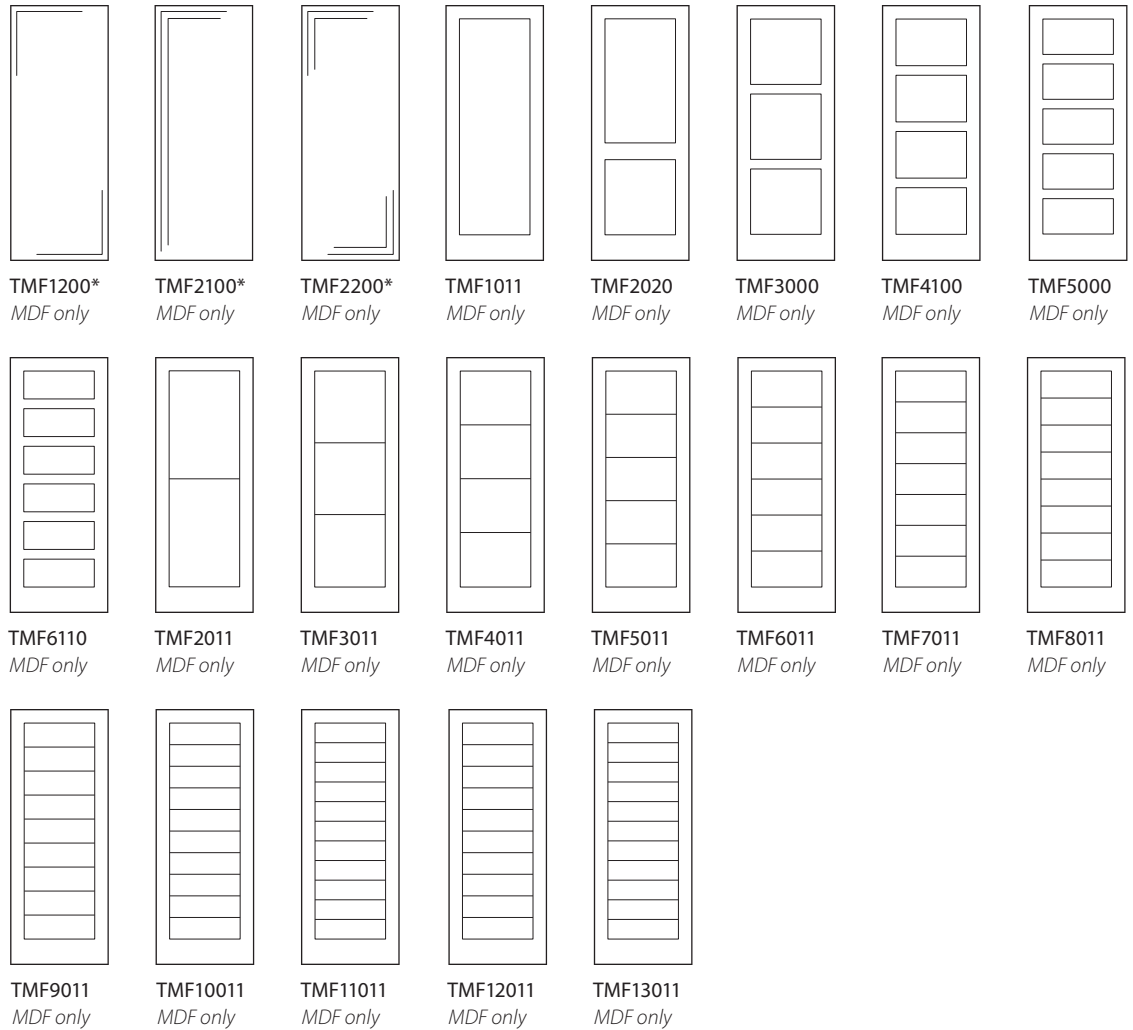 TMF1200* TMF2100* TMF2200* TMF1011 TMF2020 TMF3000 TMF4100 TMF5000
MDF only MDF only MDF only MDF only MDF only MDF only MDF only MDF only
TMF6110 TMF2011 TMF3011 TMF4011 TMF5011 TMF6011 TMF7011 TMF8011
MDF only MDF only MDF only MDF only MDF only MDF only MDF only MDF only
TMF9011 TMF10011 TMF11011 TMF12011 TMF13011
MDF only MDF only MDF only MDF only MDF only